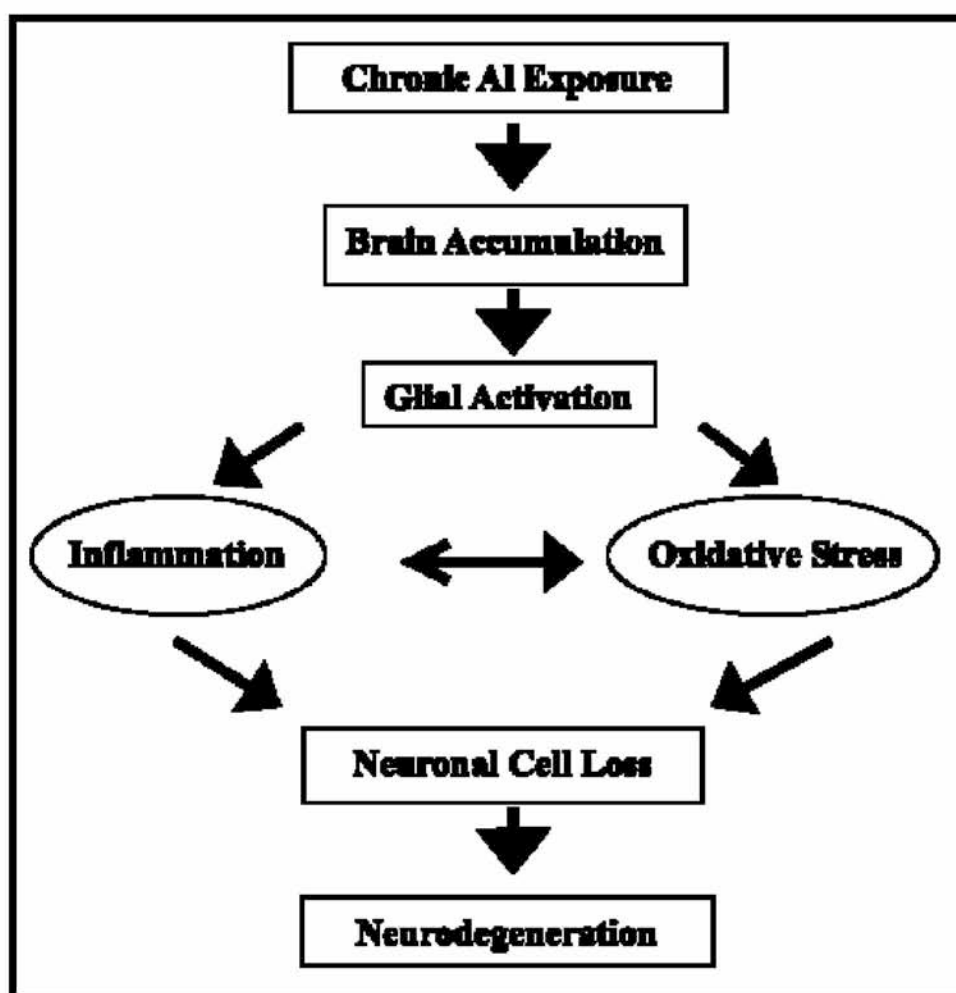 Chronic Al Exposure
Brain Accumulation
Glial Activation
Inflammation
Oxidative Stress
Neuronal Cell Loss
Neurodegeneration